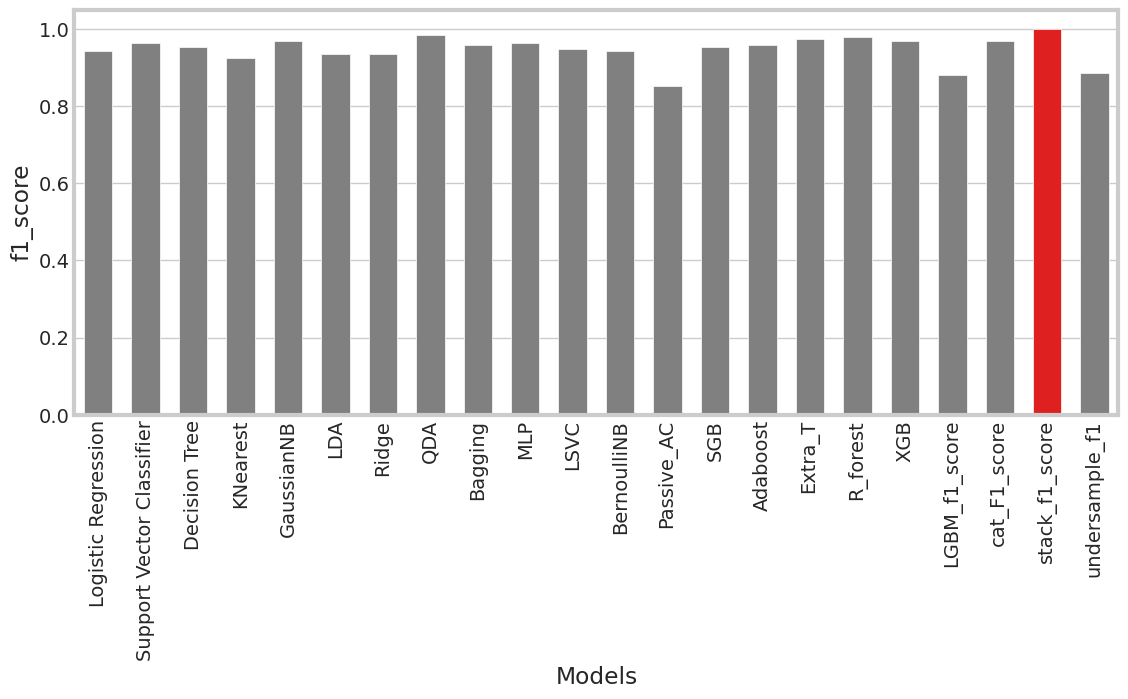 1.0
0.8
0.6
0.4
0.2
0.0
f1_score
Logistic Regression
Support Vector Classifier
Decision Tree
KNearest
GaussianNB
LDA
Ridge
QDA
Bagging
MLP
LSVC
BernoulliNB
Passive_AC
SGB
Adaboost
Extra_T
R_forest
XGB
LGBM_f1_score
cat_F1_score
stack_f1_score
undersample_f1
Models